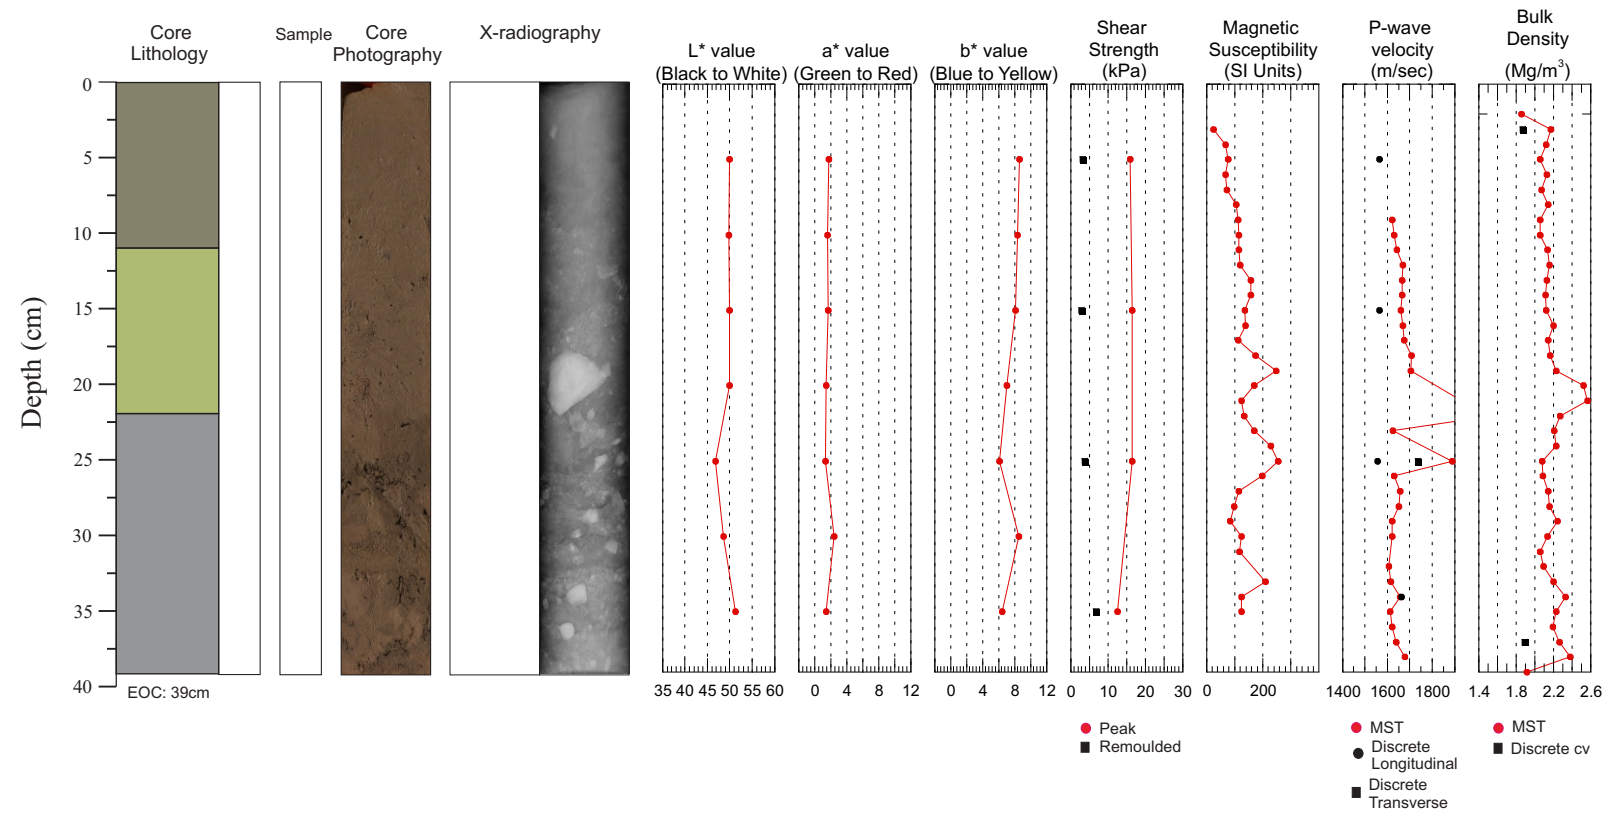 Core
Lithology
Sample
Core
Photography
X-radiography
L* value
(Black to White)
a* value
(Green to Red)
b* value
(Blue to Yellow)
Shear
Strength
(kPa)
Magnetic
Susceptibility
(SI Units)
P-wave
velocity
(m/sec)
Bulk
Density
(Mg/m³)
Depth (cm)
0
5
10
15
20
25
30
35
40
EOC: 39cm
35 40 45 50 55 60
0 4 8 12
0 4 8 12
0 10 20 30
0 200
1400 1600 1800
1.4 1.8 2.2 2.6
Peak
Remoulded
MST
Discrete
Longitudinal
Discrete
Transverse
MST
Discrete cv